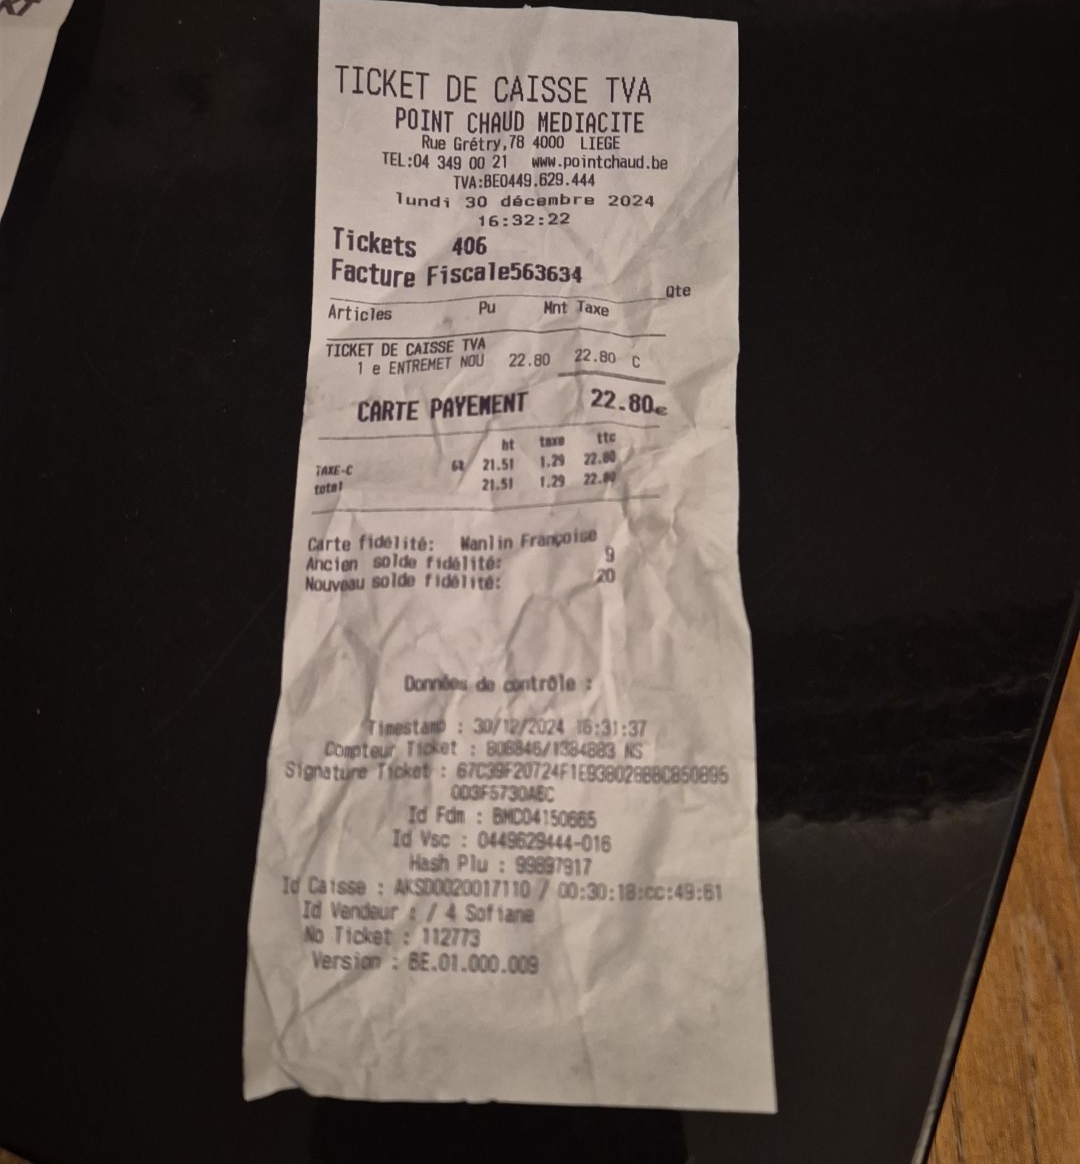 TICKET DE CAISSE TVA
POINT CHAUD MEDIACITE
Rue Grétry,78 4000 LIEGE
TEL:04 349 00 21 www.pointchaud.be
TVA:BE0449.629.444
lundi 30 décembre 2024
16:32:22
Tickets 406
Facture Fiscale563634
Qte
Articles Pu Mnt Taxe
TICKET DE CAISSE TVA
1 e ENTREMET NOU 22.80 22.80 C
CARTE PAYEMENT 22.80€
ht taxe ttc
TAXE-C 6% 21.51 1.29 22.80
total 21.51 1.29 22.80
Carte fidélité: Wanlin Françoise
Ancien solde fidélité: 9
Nouveau solde fidélité: 20
Données de contrôle :
Timestamp : 30/12/2024 16:31:37
Compteur Ticket : 806846/1384883 NS
Signature Ticket :
Id Fdm : BMC04150665
Id Vsc : 0449629444-016
Hash Plu : 99897917
Id Caisse : AKSD0020017110 / 00:30:18:cc:49:61
Id Vendeur : / 4 Sofiane
No Ticket : 112773
Version : BE.01.000.009